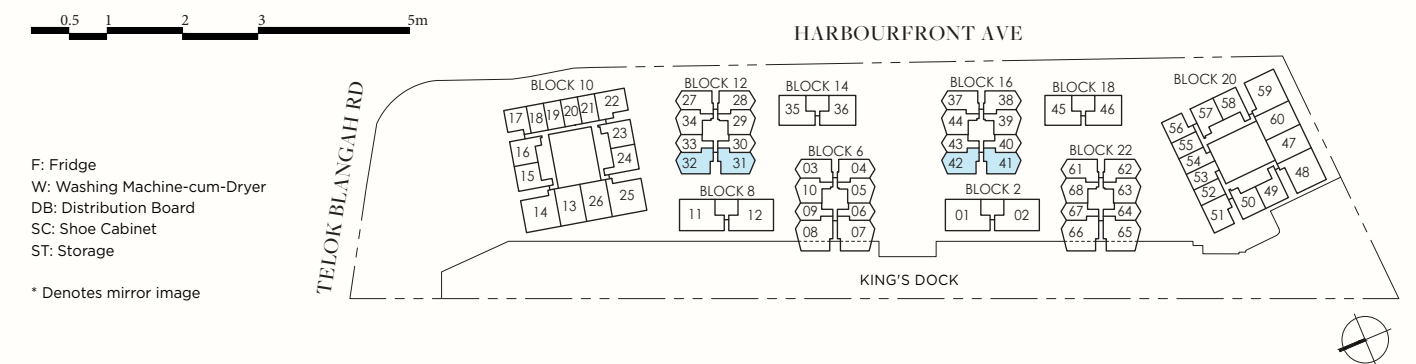 0.5 1 2 3 5m
HARBOURFRONT AVE
TELOK BLANGAH RD
F: Fridge
W: Washing Machine-cum-Dryer
DB: Distribution Board
SC: Shoe Cabinet
ST: Storage
* Denotes mirror image
BLOCK 10
17 18 19 20 21 22
16 23
15 24
14 13 26 25
BLOCK 12
27 28
34 29
33 30
32 31
BLOCK 14
35 36
BLOCK 6
03 04
10 05
09 06
08 07
BLOCK 8
11 12
BLOCK 16
37 38
44 39
43 40
42 41
BLOCK 18
45 46
BLOCK 2
01 02
BLOCK 22
61 62
68 63
67 64
66 65
BLOCK 20
56 57 58 59
55 60
54 47
53 48
52 49
51 50
KING'S DOCK